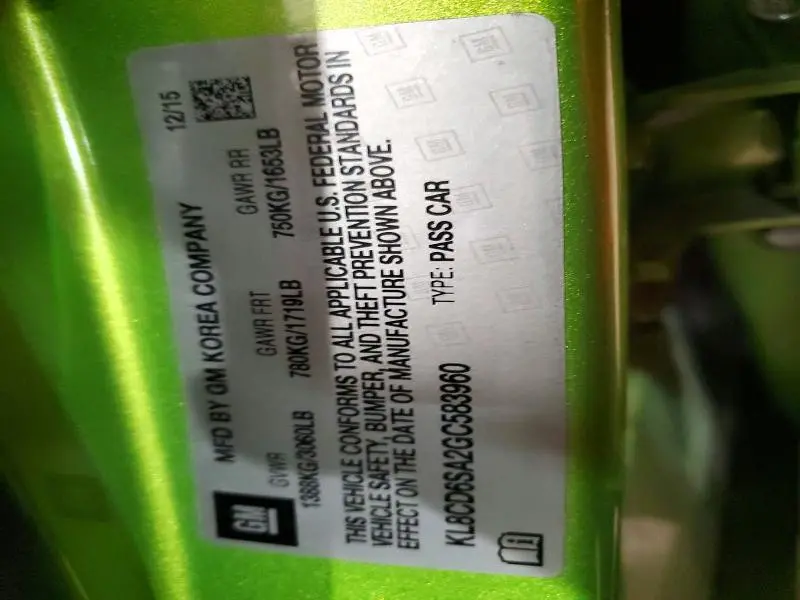 MFD BY GM KOREA COMPANY 12/15
GM
GVWR GAWR FRT GAWR RR
1388KG/3060LB 780KG/1719LB 750KG/1653LB
THIS VEHICLE CONFORMS TO ALL APPLICABLE U.S. FEDERAL MOTOR
VEHICLE SAFETY, BUMPER, AND THEFT PREVENTION STANDARDS IN
EFFECT ON THE DATE OF MANUFACTURE SHOWN ABOVE.
KL8CD6SA2GC583960 TYPE: PASS CAR